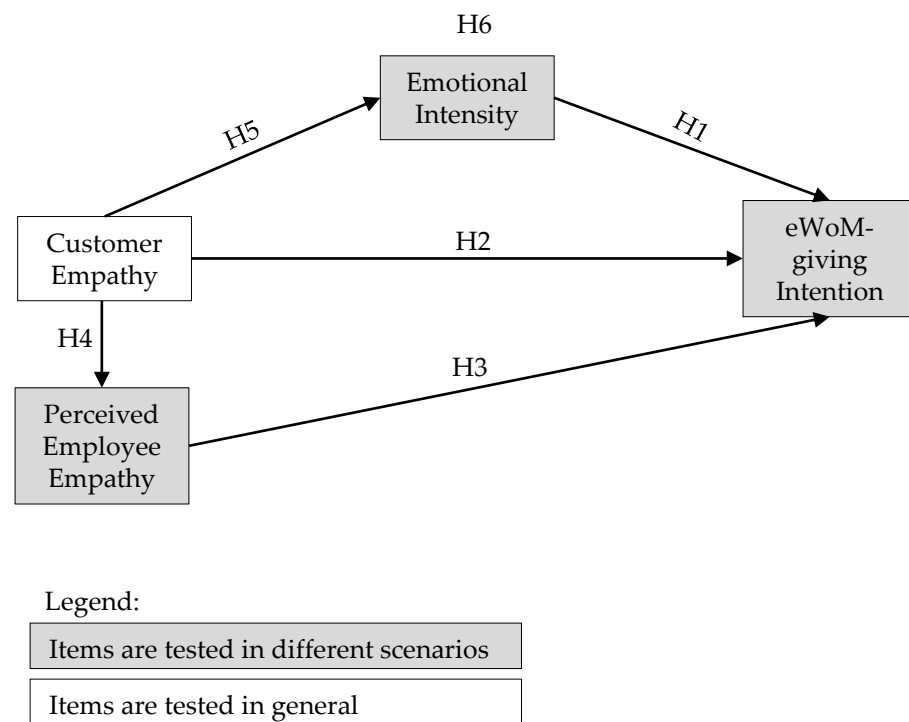 H6
Emotional
Intensity
H5
H1
Customer
Empathy
H2
eWoM-
giving
Intention
H4
H3
Perceived
Employee
Empathy
Legend:
Items are tested in different scenarios
Items are tested in general